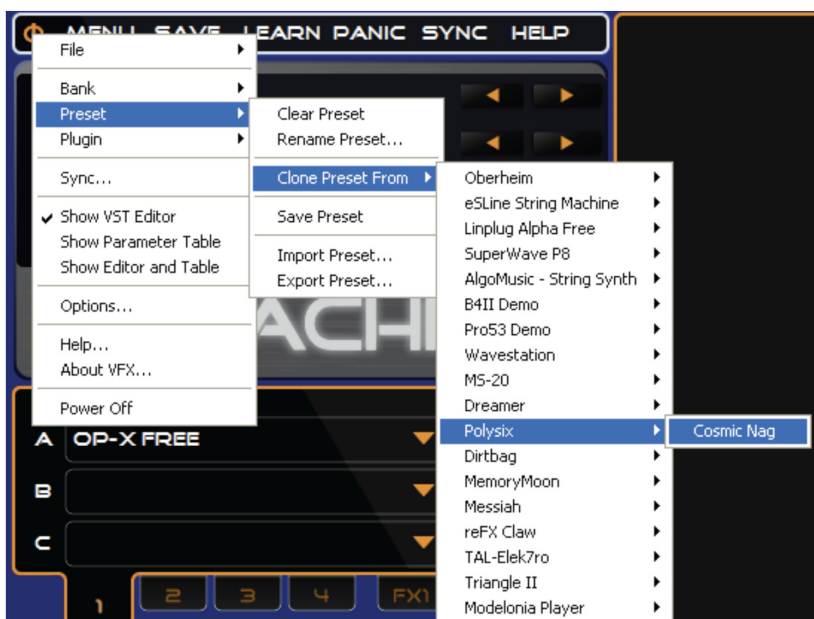 MENU SAVE LEARN PANIC SYNC HELP
File
Bank
Preset
Plugin
Sync...
Show VST Editor
Show Parameter Table
Show Editor and Table
Options...
Help...
About VFX...
Power Off
Clear Preset
Rename Preset...
Clone Preset From
Save Preset
Import Preset...
Export Preset...
Oberheim
eSLine String Machine
Linplug Alpha Free
SuperWave P8
AlgoMusic - String Synth
B4II Demo
Pro53 Demo
Wavestation
MS-20
Dreamer
Polysix
Dirtbag
MemoryMoon
Messiah
reFX Claw
TAL-Elek7ro
Triangle II
Modelonia Player
Cosmic Nag
A OP-X FREE
B
C
1 2 3 4 FX1